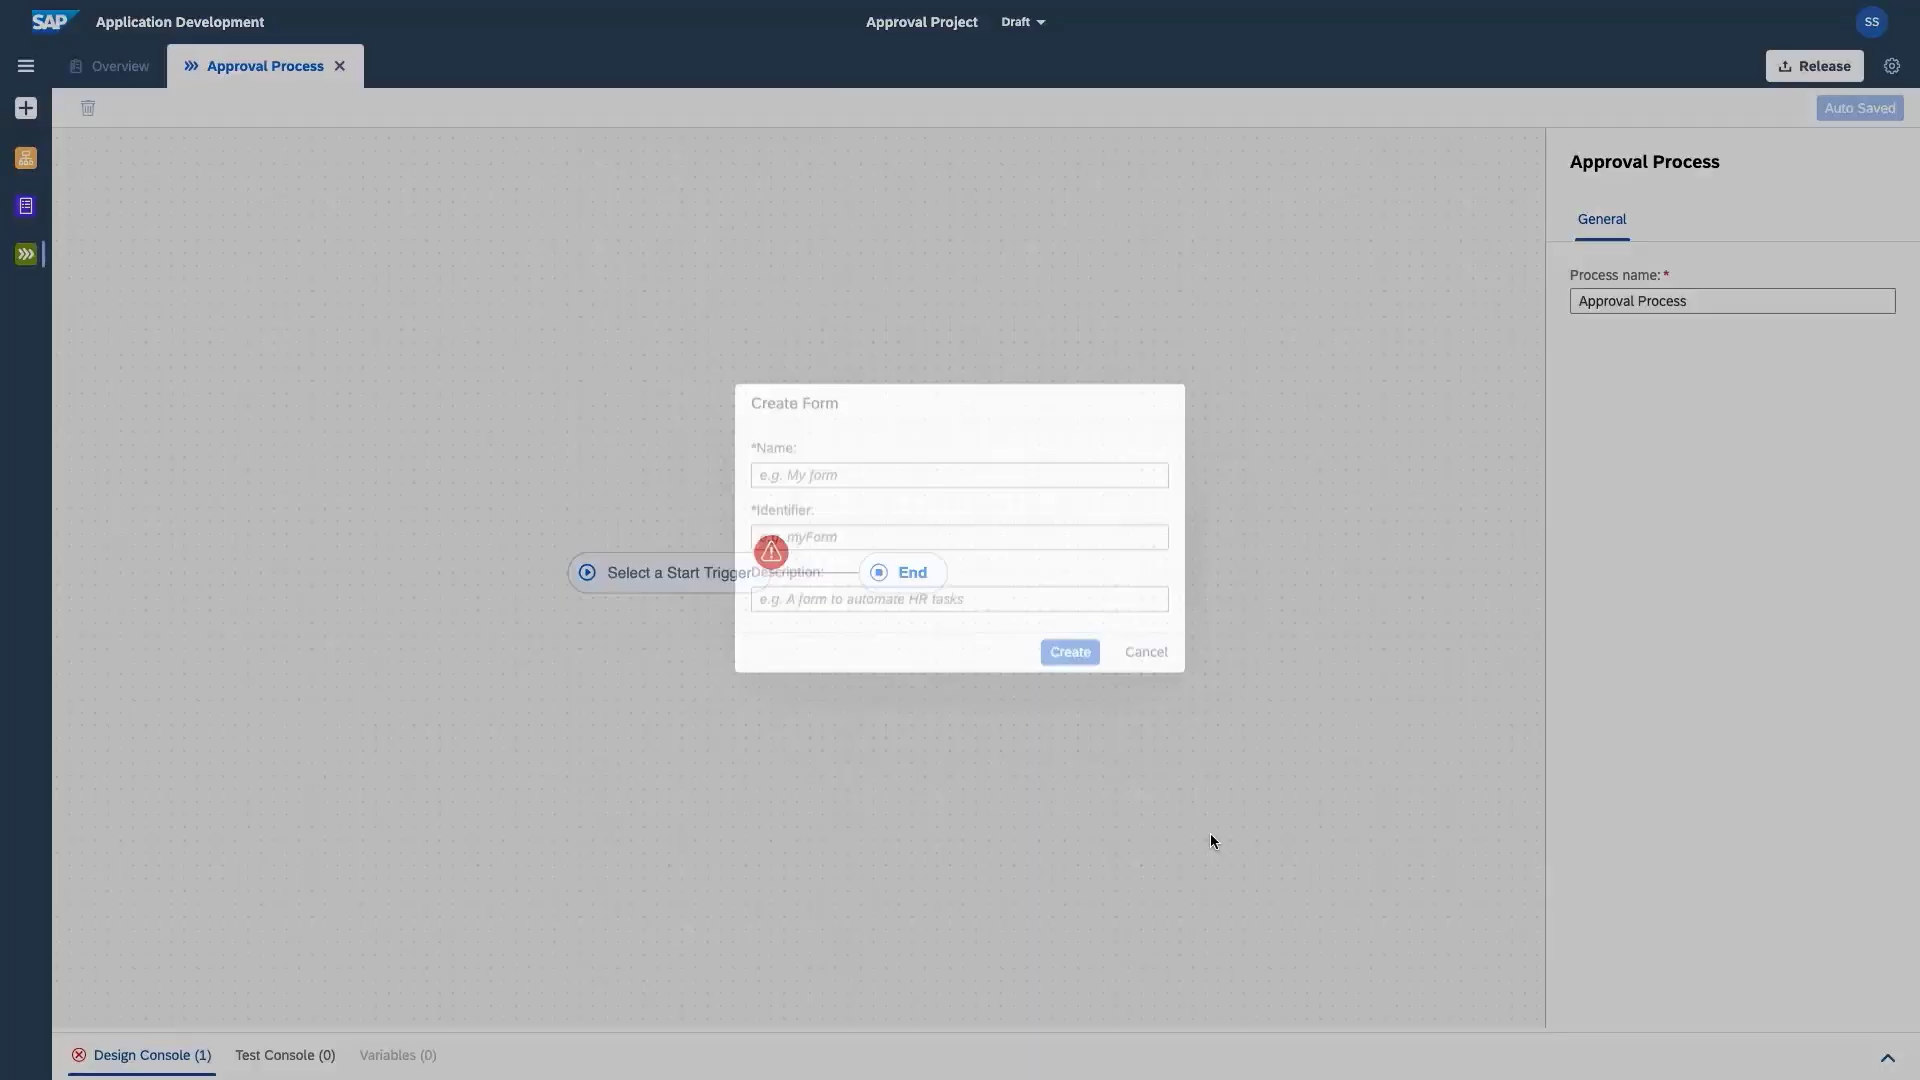 SAP Application Development
Approval Project Draft
SS
Overview
Approval Process
Release
Auto Saved
Approval Process
General
Process name:*
Approval Process
Create Form
*Name:
e.g. My form
*Identifier:
e.g. myForm
Select a Start Trigger
End
Description:
e.g. A form to automate HR tasks
Create Cancel
Design Console (1) Test Console (0) Variables (0)